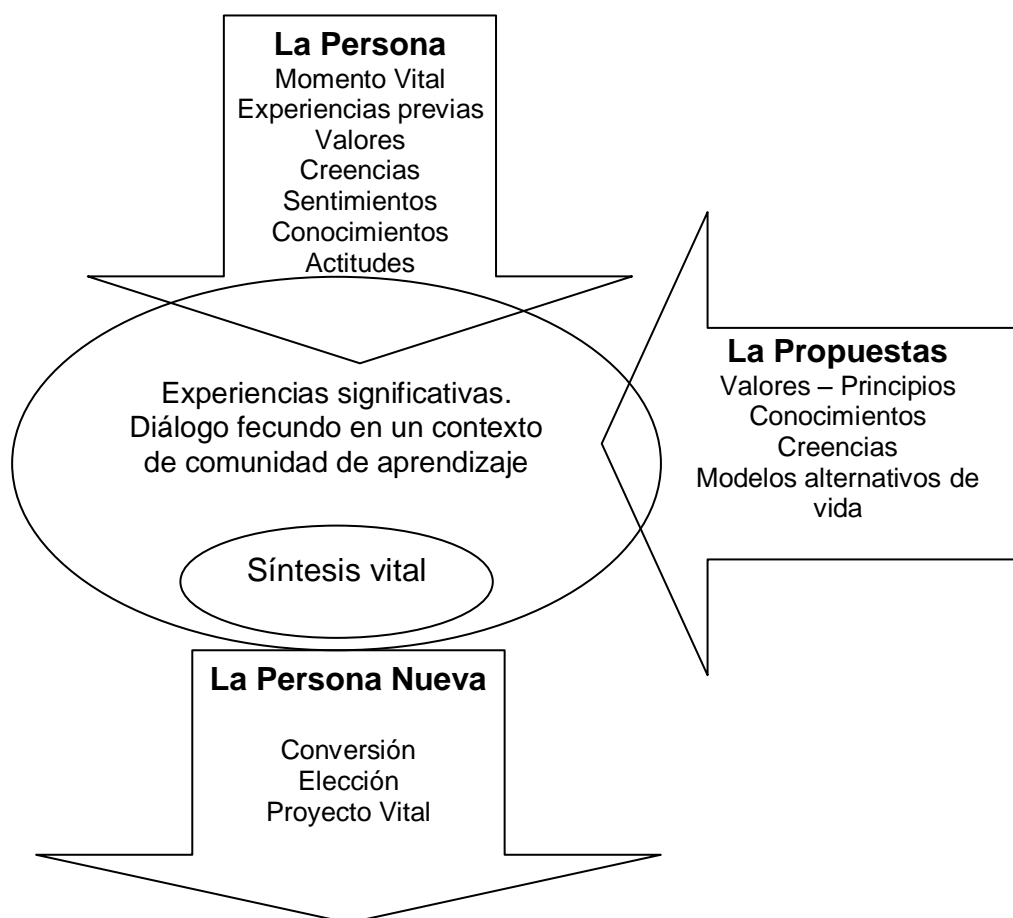 La Persona
Momento Vital
Experiencias previas
Valores
Creencias
Sentimientos
Conocimientos
Actitudes
La Propuestas
Valores – Principios
Conocimientos
Creencias
Modelos alternativos de
vida
Experiencias significativas.
Diálogo fecundo en un contexto
de comunidad de aprendizaje
Síntesis vital
La Persona Nueva
Conversión
Elección
Proyecto Vital